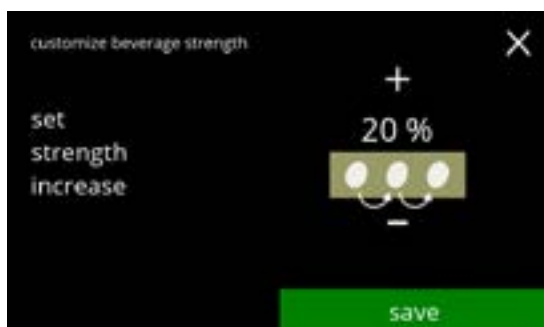 customize beverage strength
X
+
20 %
set
strength
increase
−
save